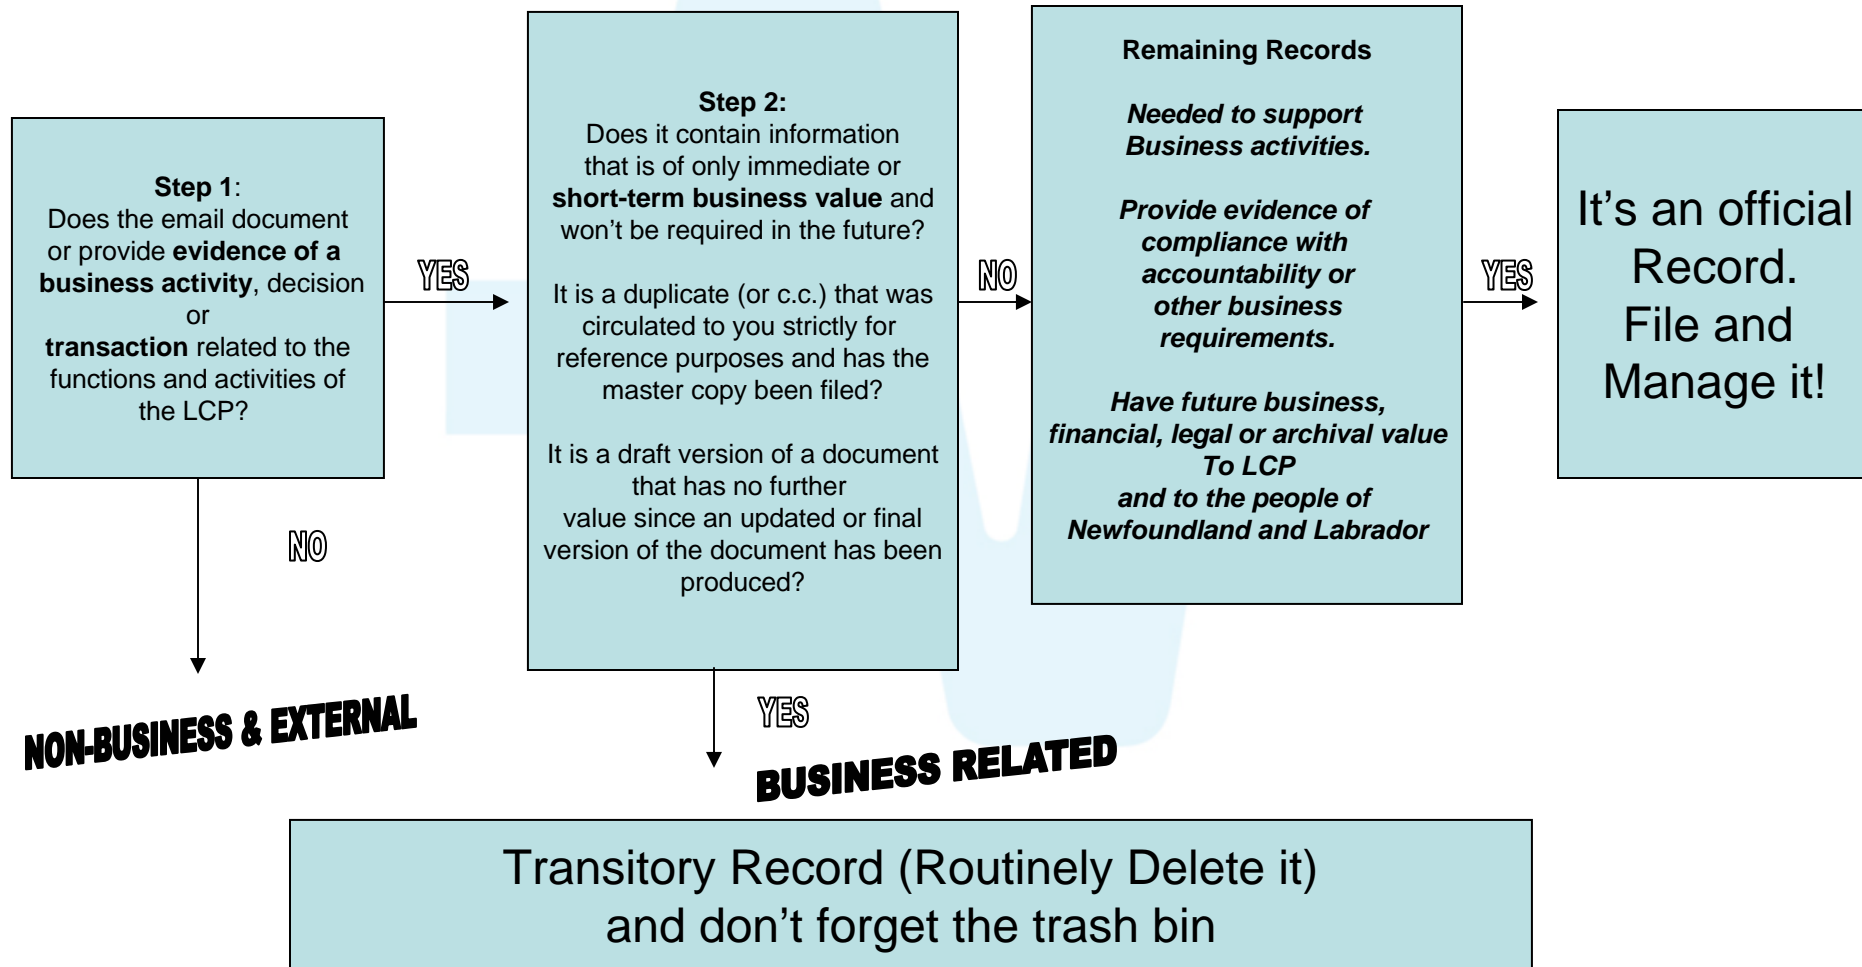 Step 1:
Does the email document
or provide evidence of a
business activity, decision
or
transaction related to the
functions and activities of
the LCP?
YES
NO
NON-BUSINESS & EXTERNAL
Step 2:
Does it contain information
that is of only immediate or
short-term business value and
won't be required in the future?
It is a duplicate (or c.c.) that was
circulated to you strictly for
reference purposes and has the
master copy been filed?
It is a draft version of a document
that has no further
value since an updated or final
version of the document has been
produced?
NO
YES
BUSINESS RELATED
Remaining Records
Needed to support
Business activities.
Provide evidence of
compliance with
accountability or
other business
requirements.
Have future business,
financial, legal or archival value
To LCP
and to the people of
Newfoundland and Labrador
YES
It's an official
Record.
File and
Manage it!
Transitory Record (Routinely Delete it)
and don't forget the trash bin